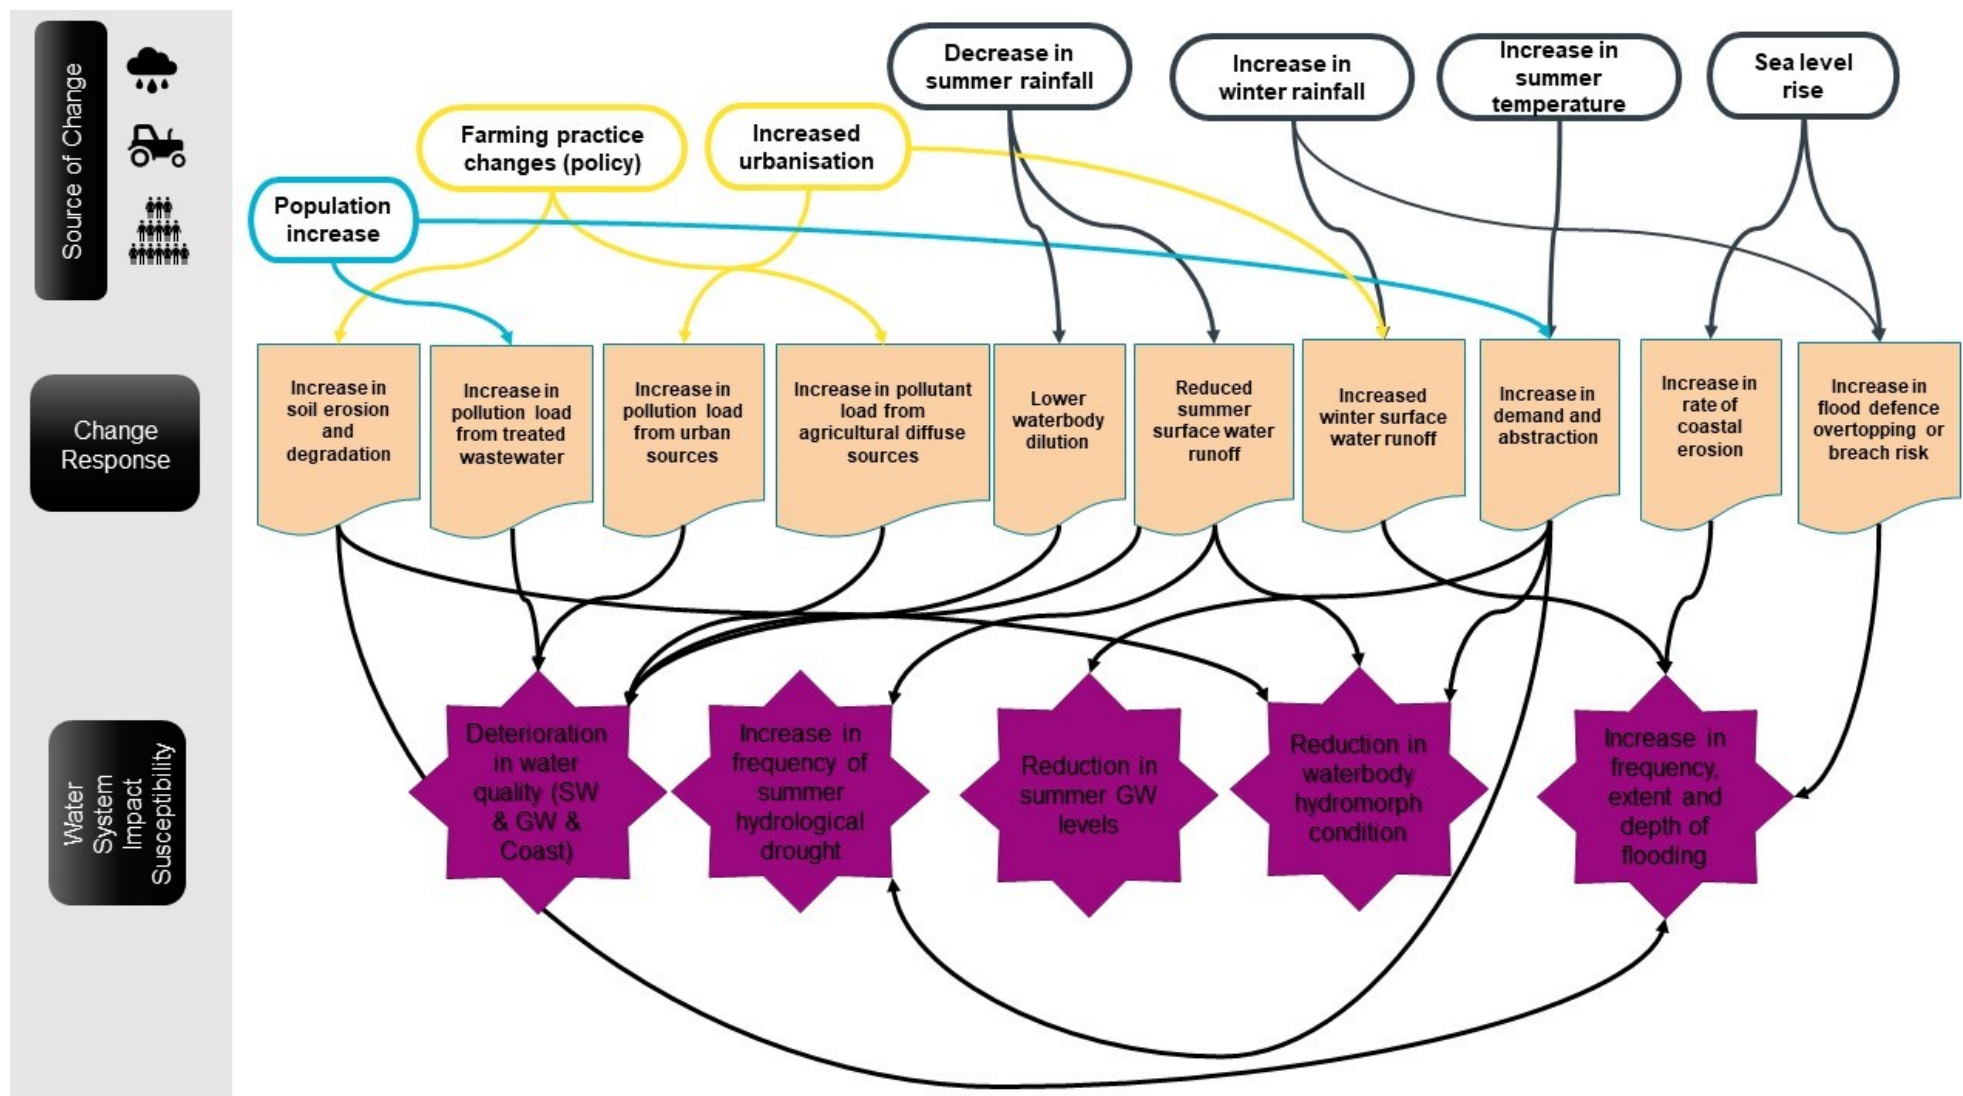 Source of Change
Decrease in
summer rainfall
Increase in
winter rainfall
Increase in
summer
temperature
Sea level
rise
Farming practice
changes (policy)
Increased
urbanisation
Population
increase
Change
Response
Increase in
soil erosion
and
degradation
Increase in
pollution load
from treated
wastewater
Increase in
pollution load
from urban
sources
Increase in pollutant
load from
agricultural diffuse
sources
Lower
waterbody
dilution
Reduced
summer
surface water
runoff
Increased
winter surface
water runoff
Increase in
demand and
abstraction
Increase in
rate of
coastal
erosion
Increase in
flood defence
overtopping or
breach risk
Water
System
Impact
Susceptibility
Deterioration
in water
quality (SW
& GW &
Coast)
Increase in
frequency of
summer
hydrological
drought
Reduction in
summer GW
levels
Reduction in
waterbody
hydromorph
condition
Increase in
frequency,
extent and
depth of
flooding